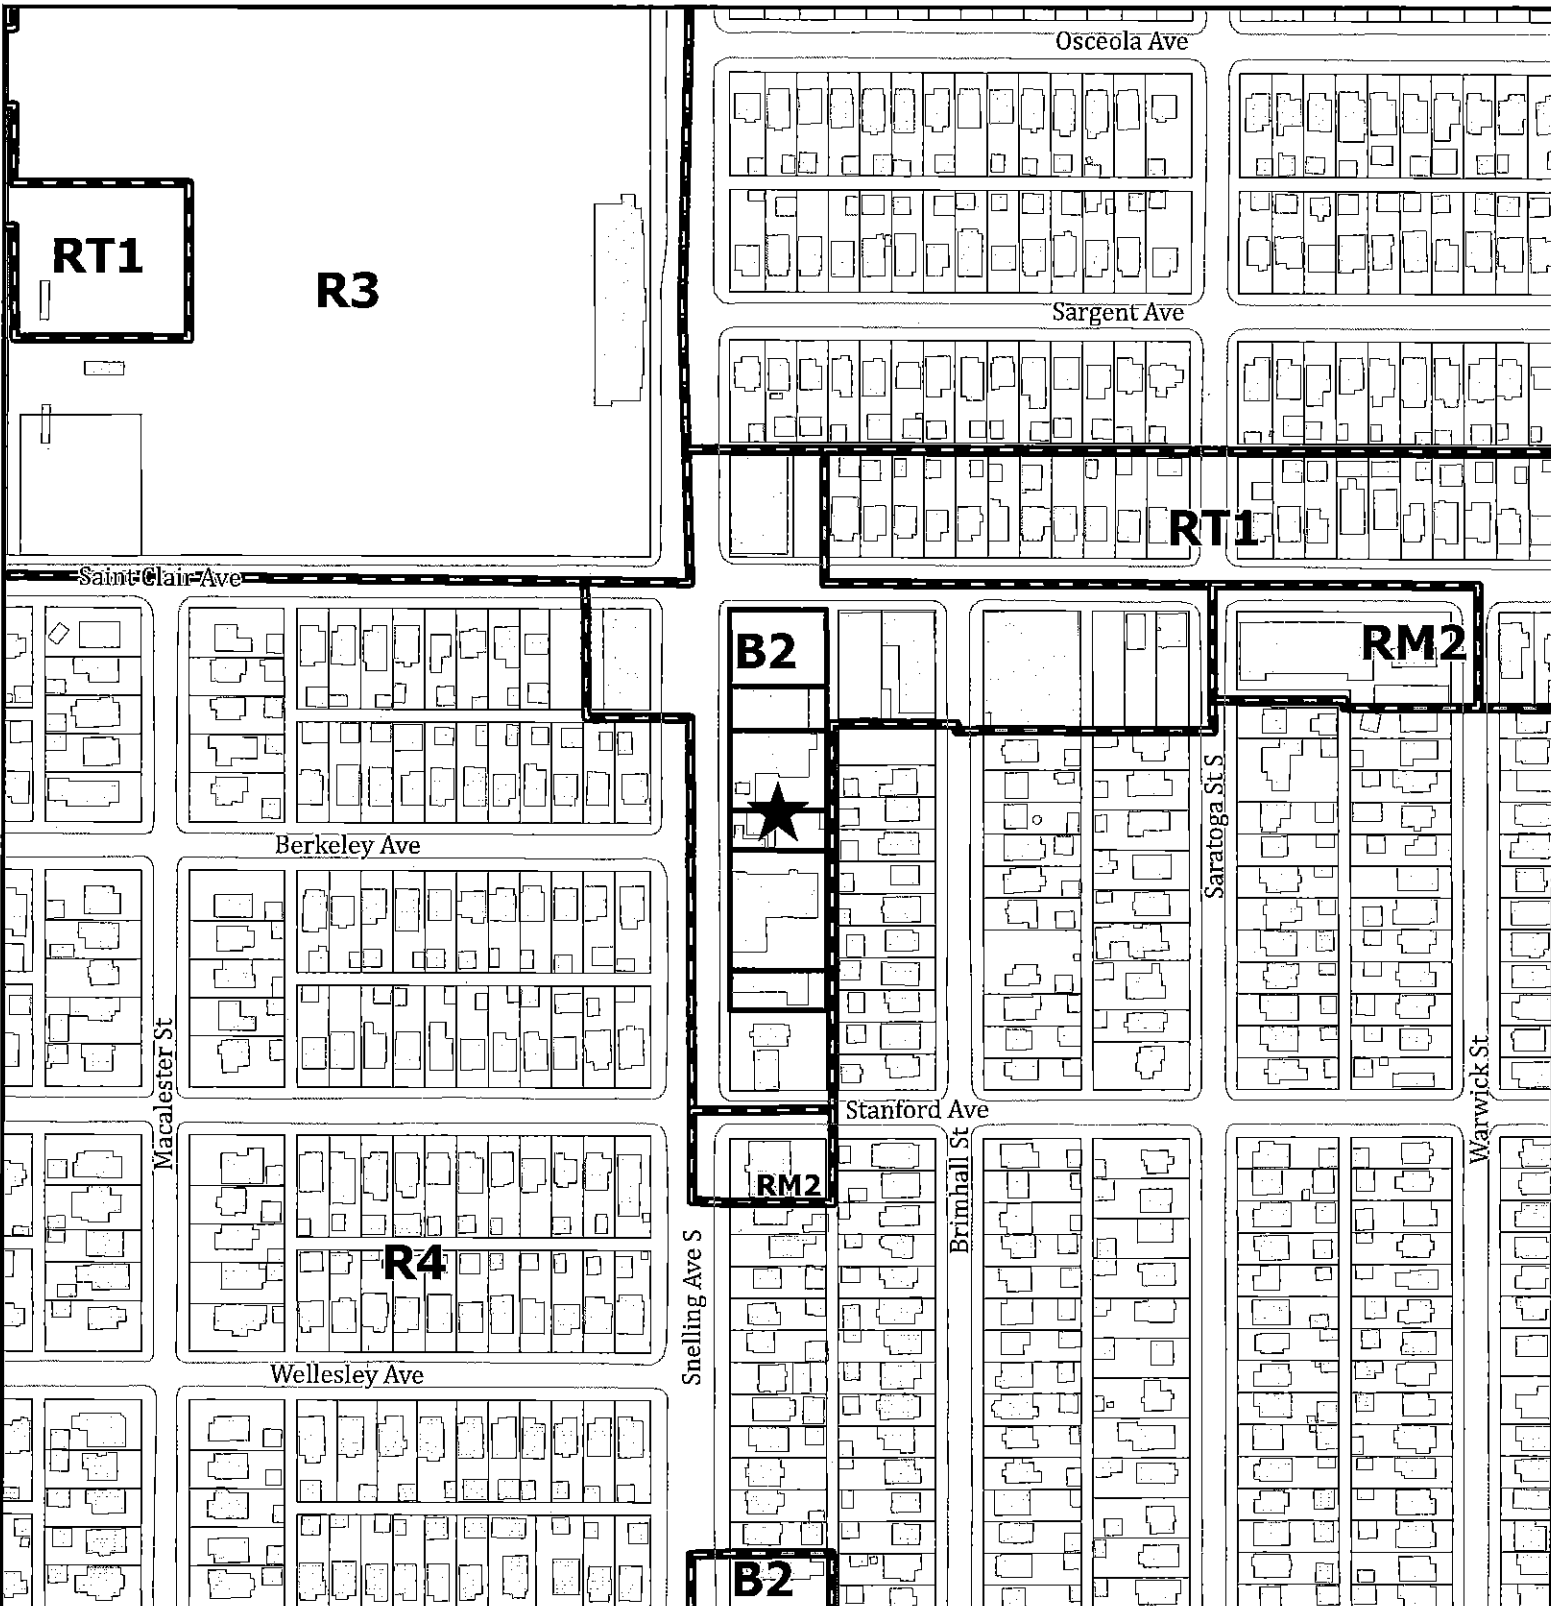 Osceola Ave
RT1
R3
Sargent Ave
RT1
Saint Clair Ave
B2
RM2
Saratoga St S
Berkeley Ave
Macalester St
Stanford Ave
Warwick St
Brimhall St
RM2
Snelling Ave S
R4
Wellesley Ave
B2